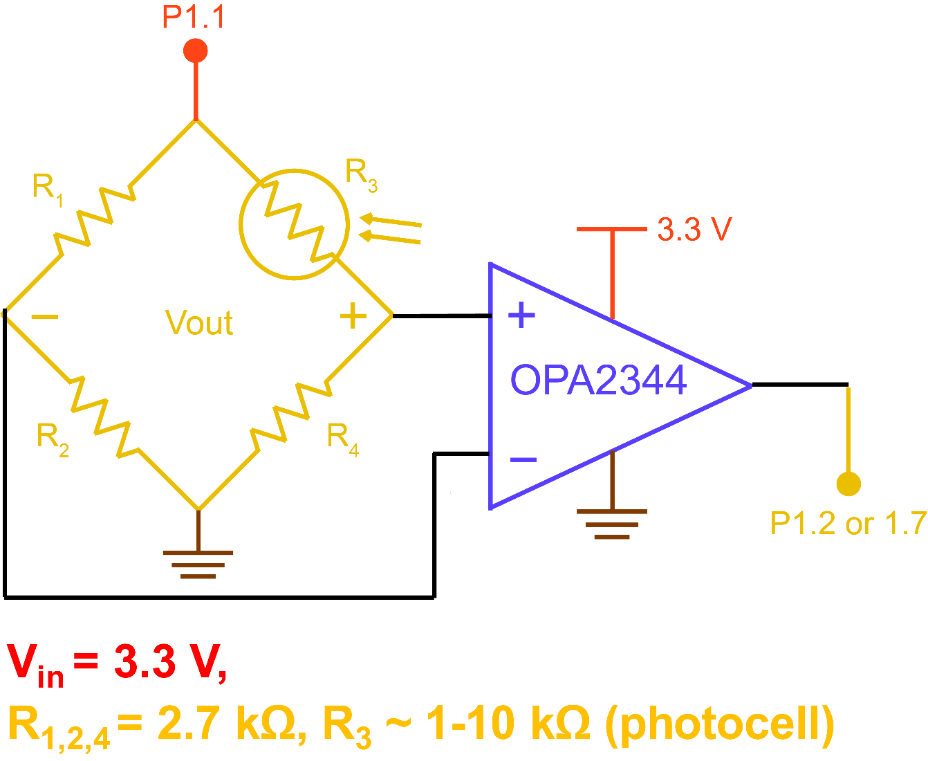 P1.1
R1
R3
3.3 V
− Vout +
+
OPA2344
R2
R4
−
P1.2 or 1.7
Vin = 3.3 V,
R1,2,4 = 2.7 kΩ, R3 ~ 1-10 kΩ (photocell)